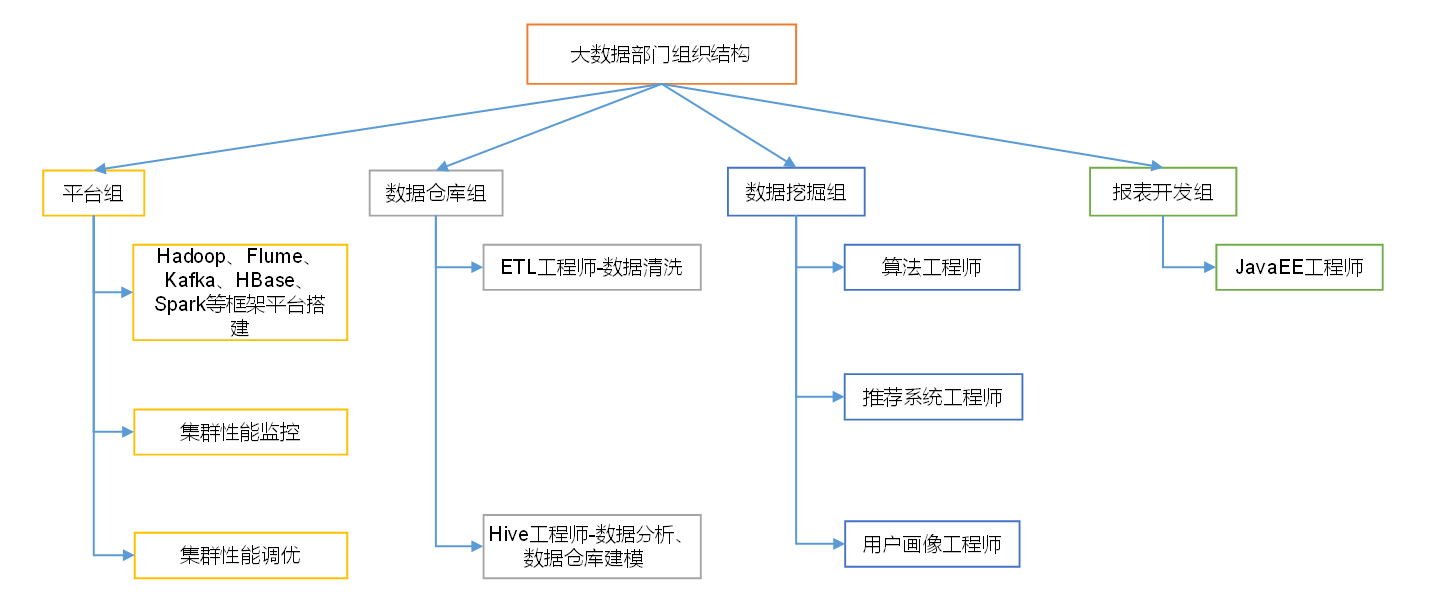 大数据部门组织结构
平台组
数据仓库组
数据挖掘组
报表开发组
Hadoop、Flume、
Kafka、HBase、
Spark等框架平台搭
建
集群性能监控
集群性能调优
ETL工程师-数据清洗
Hive工程师-数据分析、
数据仓库建模
算法工程师
推荐系统工程师
用户画像工程师
JavaEE工程师